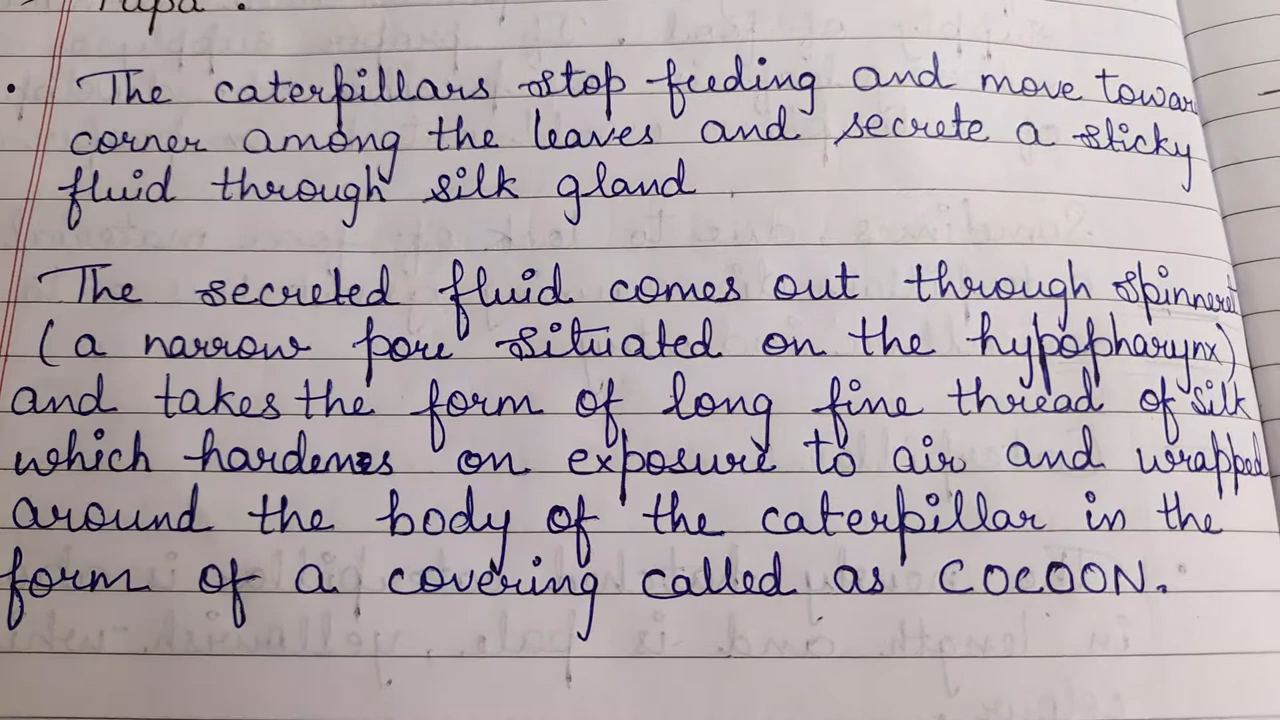 Pupa.
• The caterpillars stop feeding and move towar
corner among the leaves and secrete a sticky
fluid through silk gland
The secreted fluid comes out through spinneret
(a narrow pore situated on the hypopharynx)
and takes the form of long fine thread of silk
which hardenes on exposure to air and wrapped
around the body of the caterpillar in the
form of a covering called as COCOON.